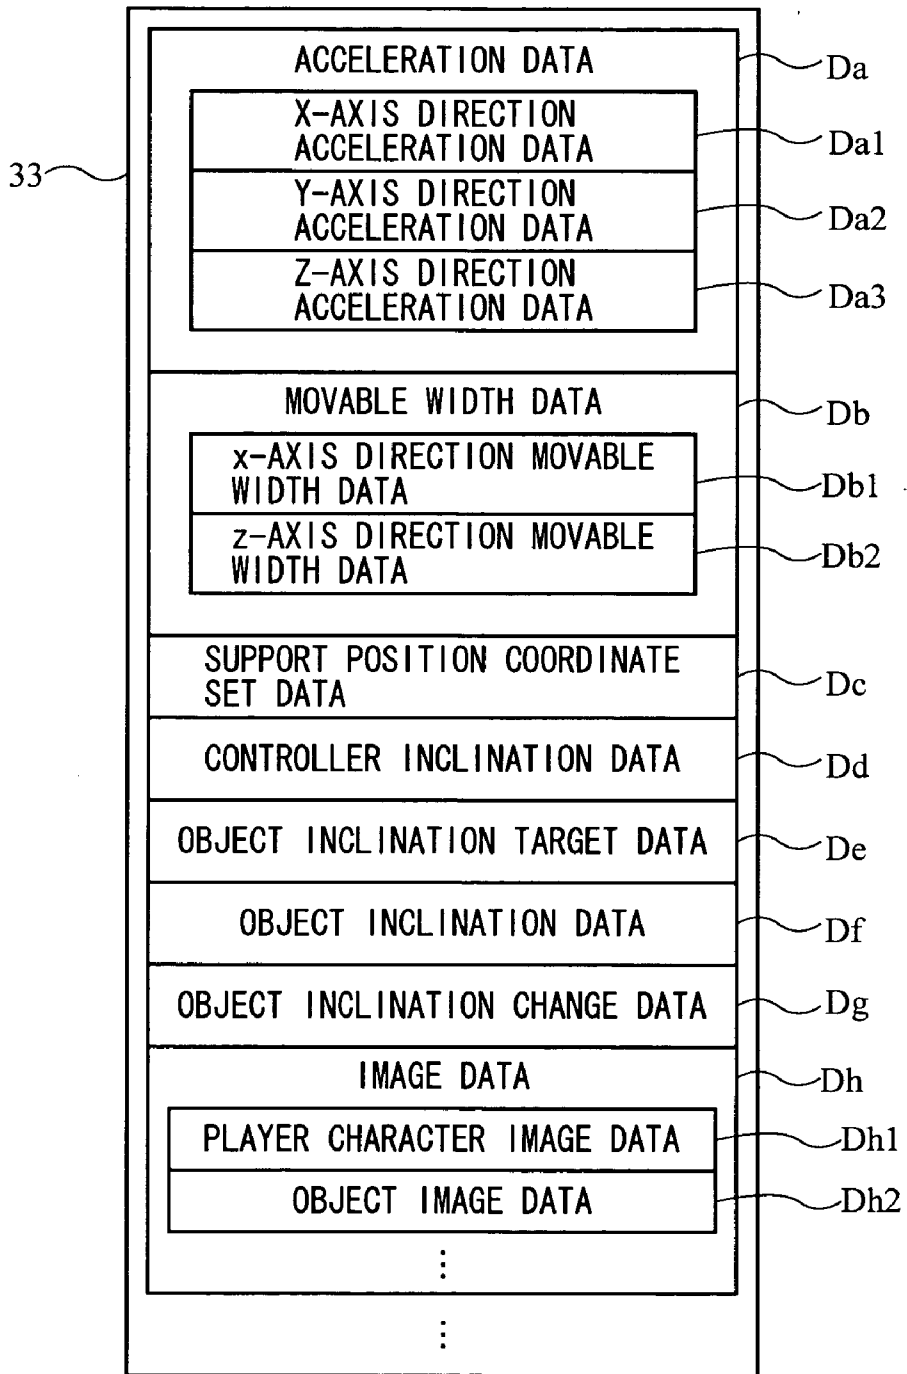 ACCELERATION DATA
Da
X-AXIS DIRECTION
ACCELERATION DATA
Da1
33
Y-AXIS DIRECTION
ACCELERATION DATA
Da2
Z-AXIS DIRECTION
ACCELERATION DATA
Da3
MOVABLE WIDTH DATA
Db
x-AXIS DIRECTION MOVABLE
WIDTH DATA
Db1
z-AXIS DIRECTION MOVABLE
WIDTH DATA
Db2
SUPPORT POSITION COORDINATE
SET DATA
Dc
CONTROLLER INCLINATION DATA
Dd
OBJECT INCLINATION TARGET DATA
De
OBJECT INCLINATION DATA
Df
OBJECT INCLINATION CHANGE DATA
Dg
IMAGE DATA
Dh
PLAYER CHARACTER IMAGE DATA
Dh1
OBJECT IMAGE DATA
Dh2
⋮
⋮